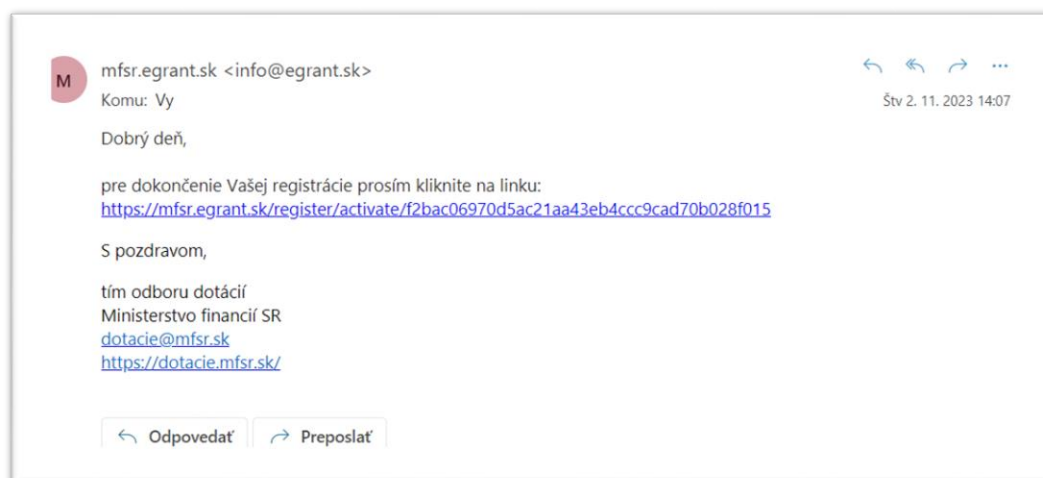 M
mfsr.egrant.sk <info@egrant.sk>
Komu: Vy
Štv 2. 11. 2023 14:07
Dobrý deň,
pre dokončenie Vašej registrácie prosím kliknite na linku:
https://mfsr.egrant.sk/register/activate/f2bac06970d5ac21aa43eb4ccc9cad70b028f015
S pozdravom,
tím odboru dotácií
Ministerstvo financií SR
dotacie@mfsr.sk
https://dotacie.mfsr.sk/
Odpovedať Preposlať